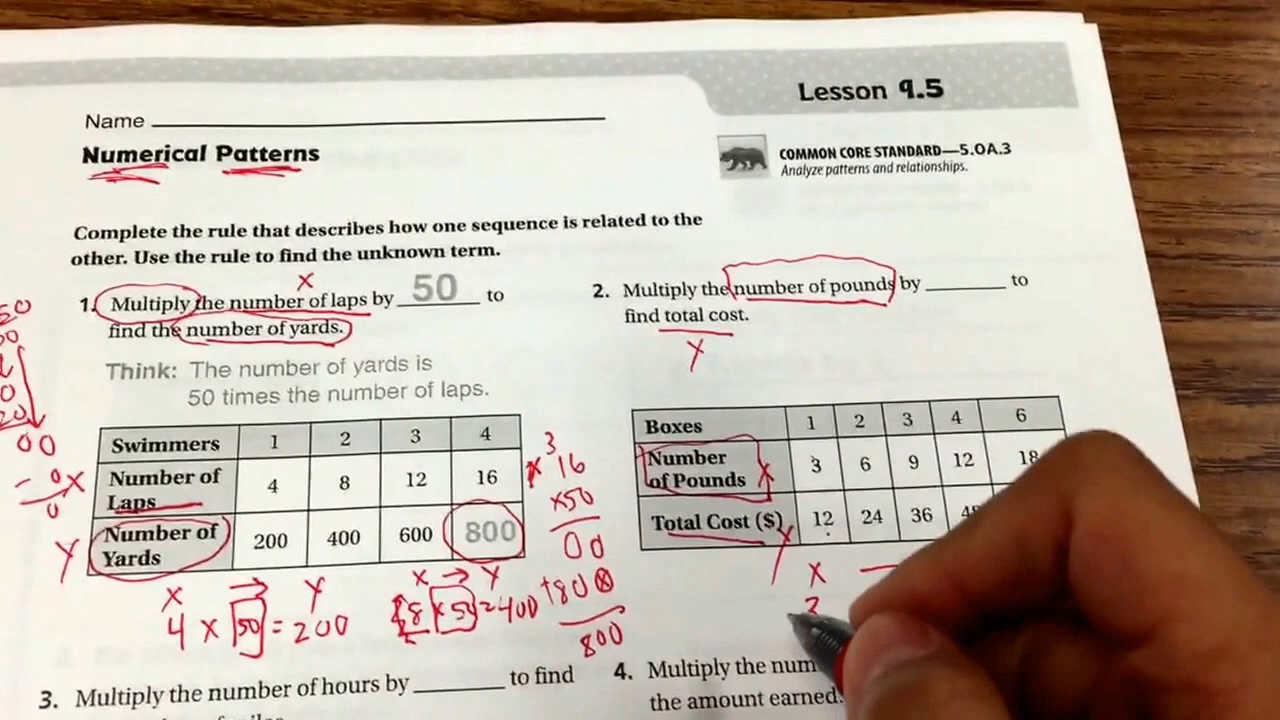 Lesson 9.5
Name
Numerical Patterns
COMMON CORE STANDARD—5.OA.3
Analyze patterns and relationships.
Complete the rule that describes how one sequence is related to the
other. Use the rule to find the unknown term.
x
1. Multiply the number of laps by 50 to
find the number of yards.
Think: The number of yards is
50 times the number of laps.
Swimmers 1 2 3 4
Number of Laps 4 8 12 16
Number of Yards 200 400 600 800
x
y
3
16
x50
00
+800
800
x → y
4 x 50 = 200
x → y
8 x 50 = 400
2. Multiply the number of pounds by to
find total cost.
y
Boxes 1 2 3 4 6
Number of Pounds x 3 6 9 12 18
Total Cost ($) y 12 24 36
x
3
3. Multiply the number of hours by to find
4. Multiply the num
the amount earned.